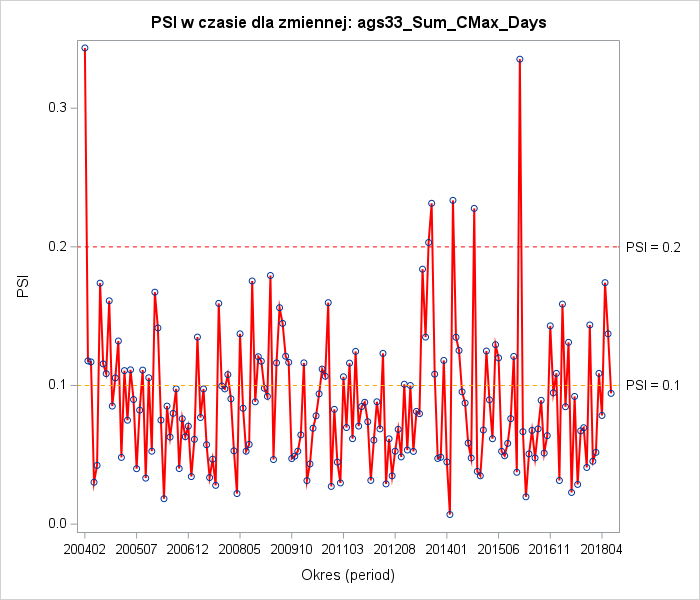 PSI w czasie dla zmiennej: ags33_Sum_CMax_Days
PSI
0.3
0.2
0.1
0.0
PSI = 0.2
PSI = 0.1
200402 200507 200612 200805 200910 201103 201208 201401 201506 201611 201804
Okres (period)